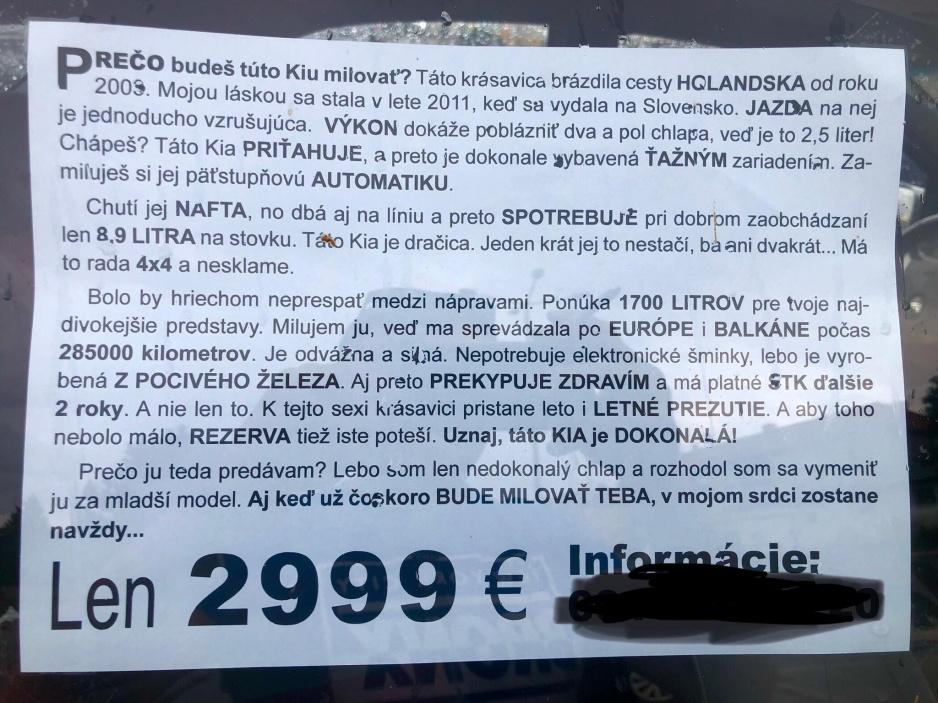 PREČO budeš túto Kiu milovať? Táto krásavica brázdila cesty HOLANDSKA od roku
2003. Mojou láskou sa stala v lete 2011, keď sa vydala na Slovensko. JAZDA na nej
je jednoducho vzrušujúca. VÝKON dokáže poblázniť dva a pol chlapa, veď je to 2,5 liter!
Chápeš? Táto Kia PRIŤAHUJE, a preto je dokonale vybavená ŤAŽNÝM zariadením. Za-
miluješ si jej päťstupňovú AUTOMATIKU.
Chutí jej NAFTA, no dbá aj na líniu a preto SPOTREBUJE pri dobrom zaobchádzaní
len 8,9 LITRA na stovku. Táto Kia je dračica. Jeden krát jej to nestačí, ba ani dvakrát... Má
to rada 4x4 a nesklame.
Bolo by hriechom neprespať medzi nápravami. Ponúka 1700 LITROV pre tvoje naj-
divokejšie predstavy. Milujem ju, veď ma sprevádzala po EURÓPE i BALKÁNE počas
285000 kilometrov. Je odvážna a silná. Nepotrebuje elektronické šminky, lebo je vyro-
bená Z POCIVÉHO ŽELEZA. Aj preto PREKYPUJE ZDRAVÍM a má platné STK ďalšie
2 roky. A nie len to. K tejto sexi krásavici pristane leto i LETNÉ PREZUTIE. A aby toho
nebolo málo, REZERVA tiež iste poteší. Uznaj, táto KIA je DOKONALÁ!
Prečo ju teda predávam? Lebo som len nedokonalý chlap a rozhodol som sa vymeniť
ju za mladší model. Aj keď už čoskoro BUDE MILOVAŤ TEBA, v mojom srdci zostane
navždy...
Len 2999 €
Informácie: